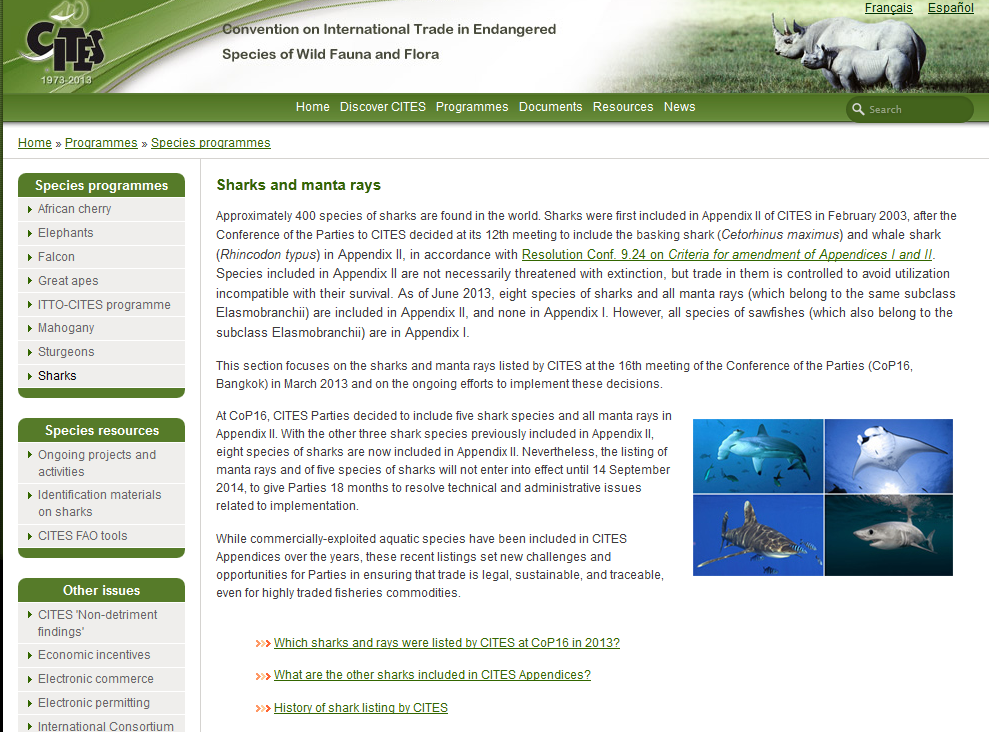 Français Español
40
CITES
1973-2013
Convention on International Trade in Endangered
Species of Wild Fauna and Flora
Home Discover CITES Programmes Documents Resources News
Search
Home » Programmes » Species programmes
Species programmes
African cherry
Elephants
Falcon
Great apes
ITTO-CITES programme
Mahogany
Sturgeons
Sharks
Species resources
Ongoing projects and
activities
Identification materials
on sharks
CITES FAO tools
Other issues
CITES 'Non-detriment
findings'
Economic incentives
Electronic commerce
Electronic permitting
International Consortium
Sharks and manta rays
Approximately 400 species of sharks are found in the world. Sharks were first included in Appendix II of CITES in February 2003, after the
Conference of the Parties to CITES decided at its 12th meeting to include the basking shark (Cetorhinus maximus) and whale shark
(Rhincodon typus) in Appendix II, in accordance with Resolution Conf. 9.24 on Criteria for amendment of Appendices I and II.
Species included in Appendix II are not necessarily threatened with extinction, but trade in them is controlled to avoid utilization
incompatible with their survival. As of June 2013, eight species of sharks and all manta rays (which belong to the same subclass
Elasmobranchii) are included in Appendix II, and none in Appendix I. However, all species of sawfishes (which also belong to the
subclass Elasmobranchii) are in Appendix I.
This section focuses on the sharks and manta rays listed by CITES at the 16th meeting of the Conference of the Parties (CoP16,
Bangkok) in March 2013 and on the ongoing efforts to implement these decisions.
At CoP16, CITES Parties decided to include five shark species and all manta rays in
Appendix II. With the other three shark species previously included in Appendix II,
eight species of sharks are now included in Appendix II. Nevertheless, the listing of
manta rays and of five species of sharks will not enter into effect until 14 September
2014, to give Parties 18 months to resolve technical and administrative issues
related to implementation.
While commercially-exploited aquatic species have been included in CITES
Appendices over the years, these recent listings set new challenges and
opportunities for Parties in ensuring that trade is legal, sustainable, and traceable,
even for highly traded fisheries commodities.
Which sharks and rays were listed by CITES at CoP16 in 2013?
What are the other sharks included in CITES Appendices?
History of shark listing by CITES